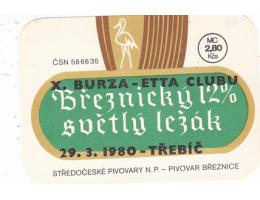 ČSN 566635
MC
2,80
Kčs
X. BURZA - ETTA CLUBU
Březnický 12%
světlý ležák
29. 3. 1980 - TŘEBÍČ
STŘEDOČESKÉ PIVOVARY N. P. – PIVOVAR BŘEZNICE